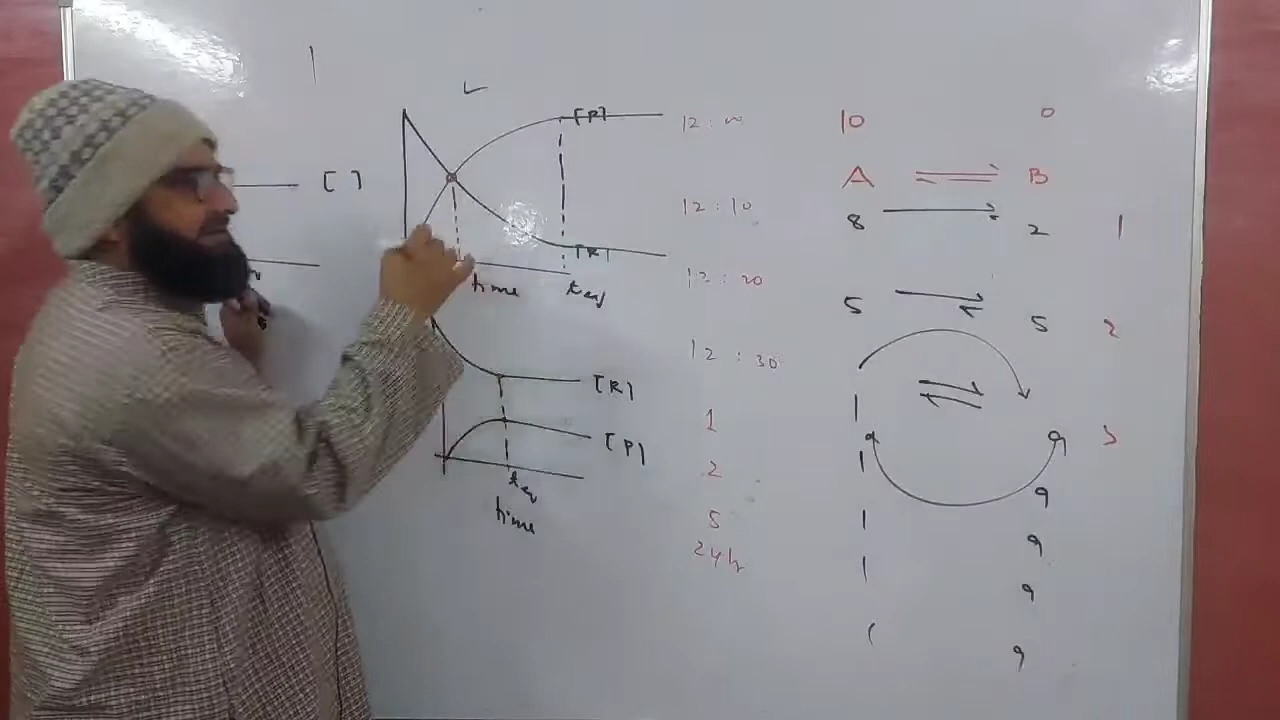 [ ]
[P]
[R]
time
teq
[R]
[P]
teq
time
12 : 00
12 : 10
12 : 20
12 : 30
1
2
5
24h
10 0
A ⇌ B
8 → 2 1
5 ⇌ 5 2
1 ⇌ 9 3
1 9
1 9
1 9
9